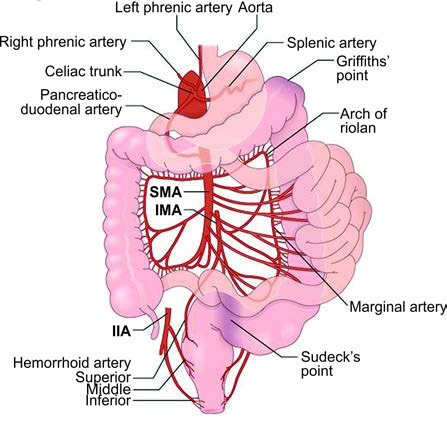 Left phrenic artery Aorta
Right phrenic artery
Splenic artery
Celiac trunk
Griffiths'
point
Pancreatico-
duodenal artery
Arch of
riolan
SMA
IMA
Marginal artery
IIA
Sudeck's
point
Hemorrhoid artery
Superior
Middle
Inferior